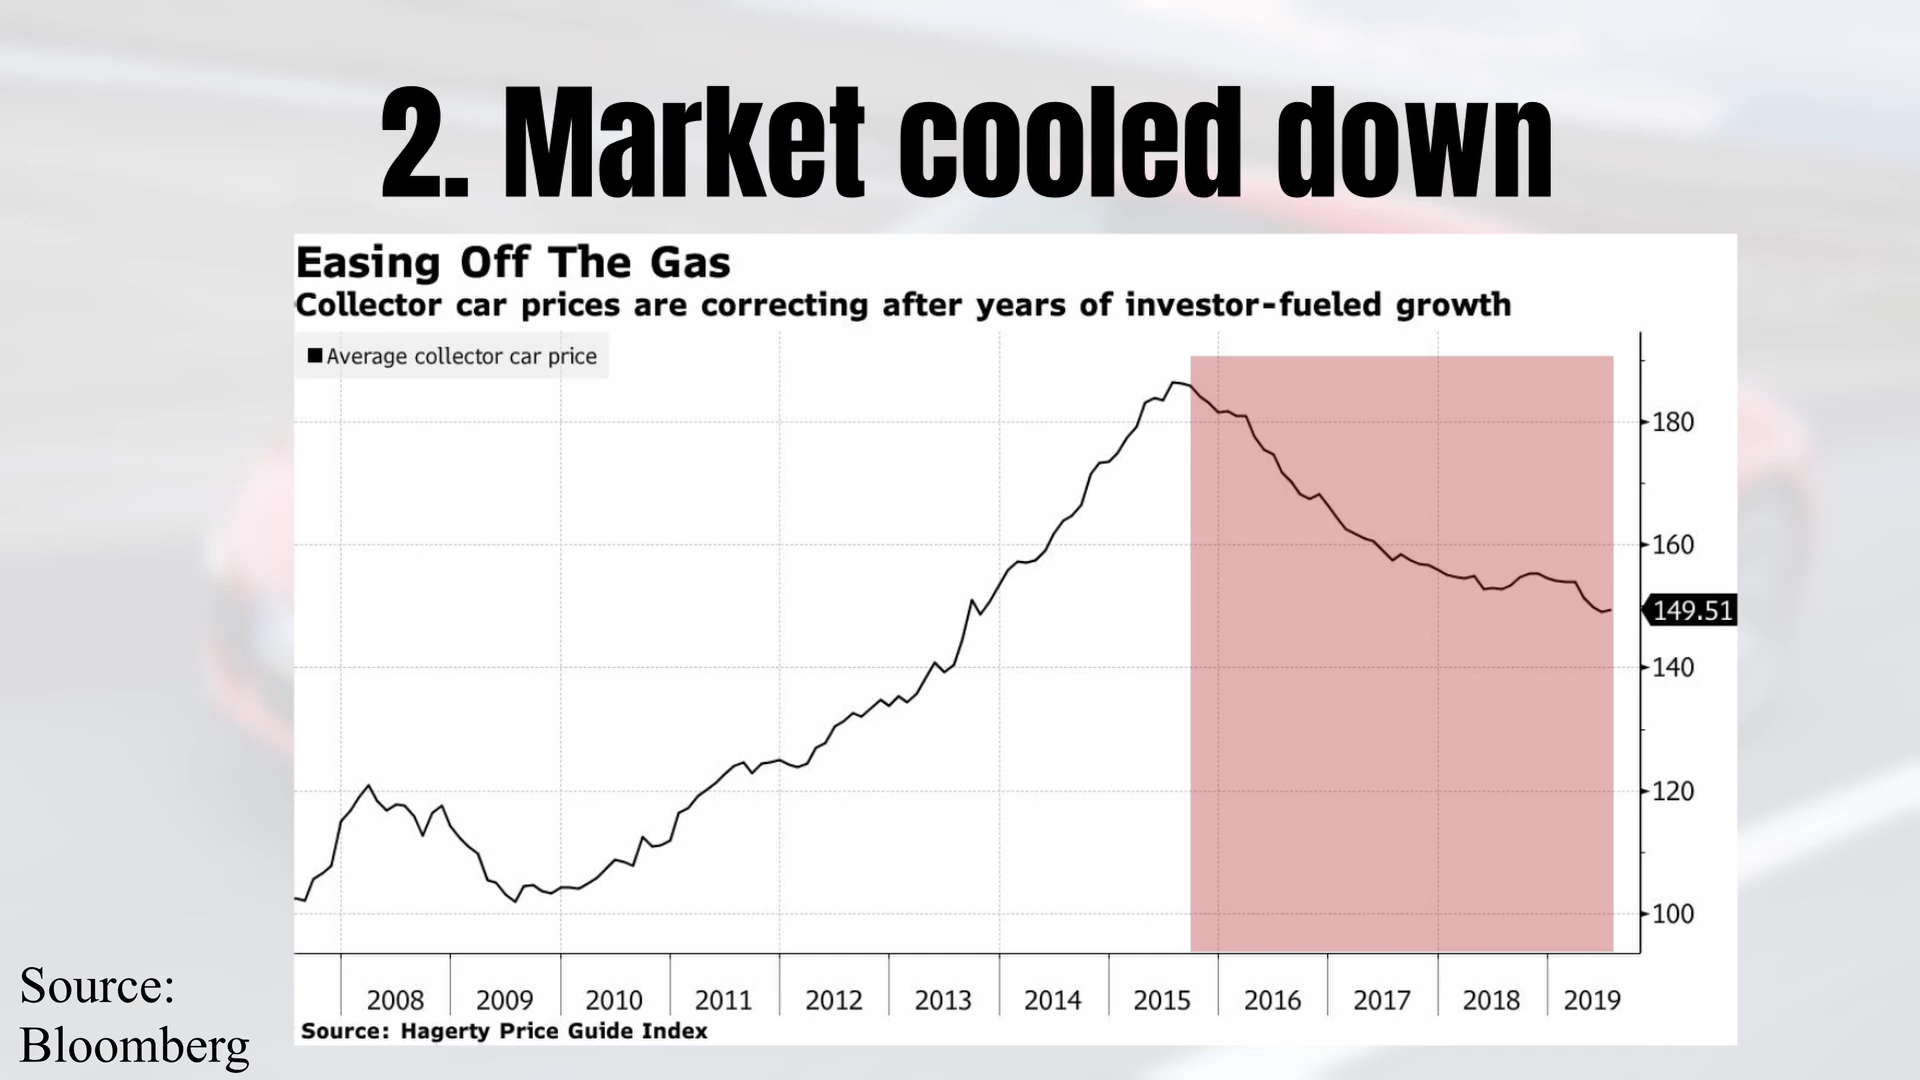 2. Market cooled down
Easing Off The Gas
Collector car prices are correcting after years of investor-fueled growth
Average collector car price
180
160
149.51
140
120
100
2008 2009 2010 2011 2012 2013 2014 2015 2016 2017 2018 2019
Source: Hagerty Price Guide Index
Source:
Bloomberg